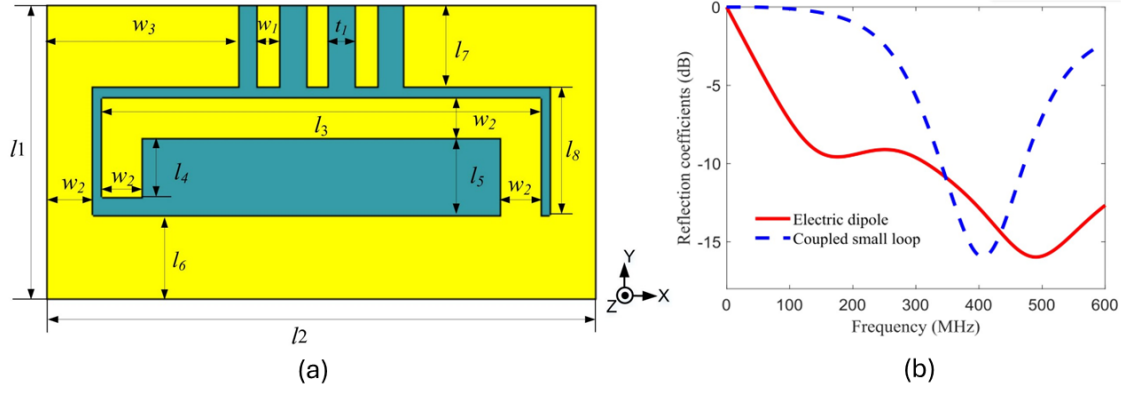 w3
w1
t1
l7
l1
l3
w2
l8
w2
w2
l4
l5
w2
l6
Y
Z
X
l2
(a)
0
-5
-10
-15
Reflection coefficients (dB)
Electric dipole
Coupled small loop
0 100 200 300 400 500 600
Frequency (MHz)
(b)